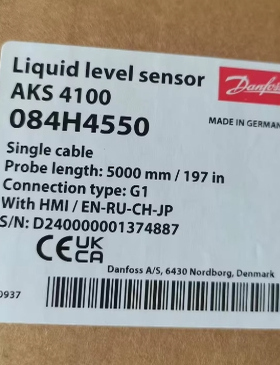 Liquid level sensor
Danfoss
AKS 4100
084H4550
MADE IN GERMANY
Single cable
Probe length: 5000 mm / 197 in
Connection type: G1
With HMI / EN-RU-CH-JP
S/N: D240000001374887
CE UK CA
Danfoss A/S, 6430 Nordborg, Denmark
0937